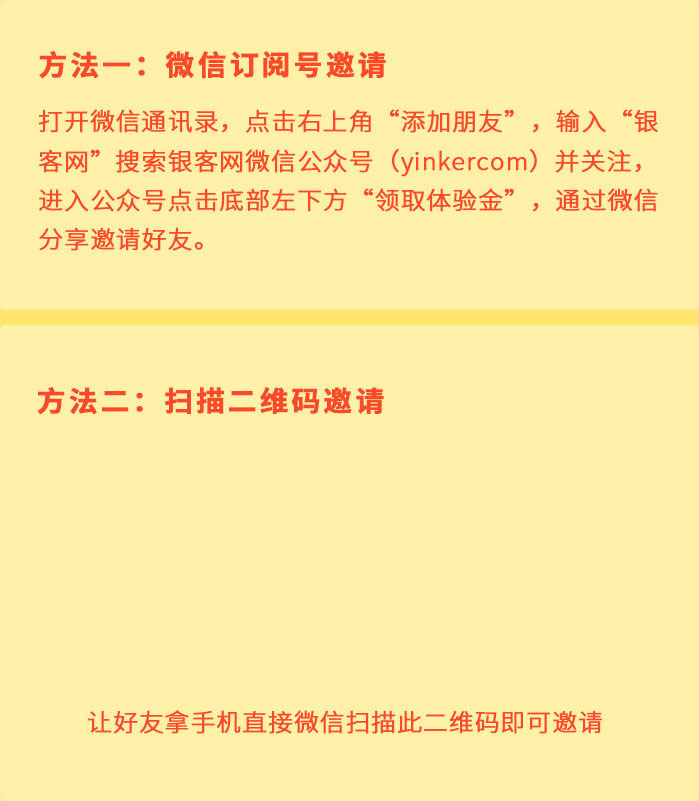 方法一：微信订阅号邀请
打开微信通讯录，点击右上角“添加朋友”，输入“银
客网”搜索银客网微信公众号（yinkercom）并关注，
进入公众号点击底部左下方“领取体验金”，通过微信
分享邀请好友。
方法二：扫描二维码邀请
让好友拿手机直接微信扫描此二维码即可邀请